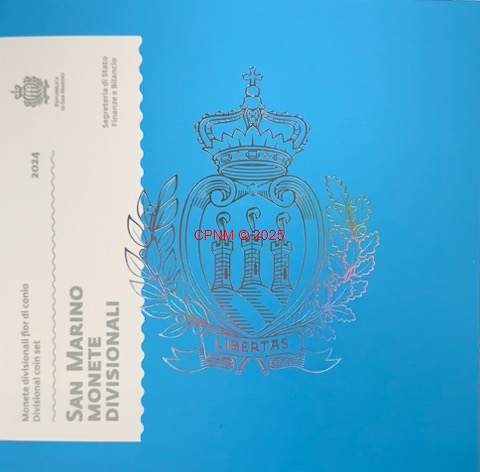 REPUBBLICA
DI SAN MARINO
Segreteria di Stato
Finanze e Bilancio
2024
Monete divisionali fior di conio
Divisional coin set
SAN MARINO
MONETE
DIVISIONALI
CPNM © 2025
LIBERTAS